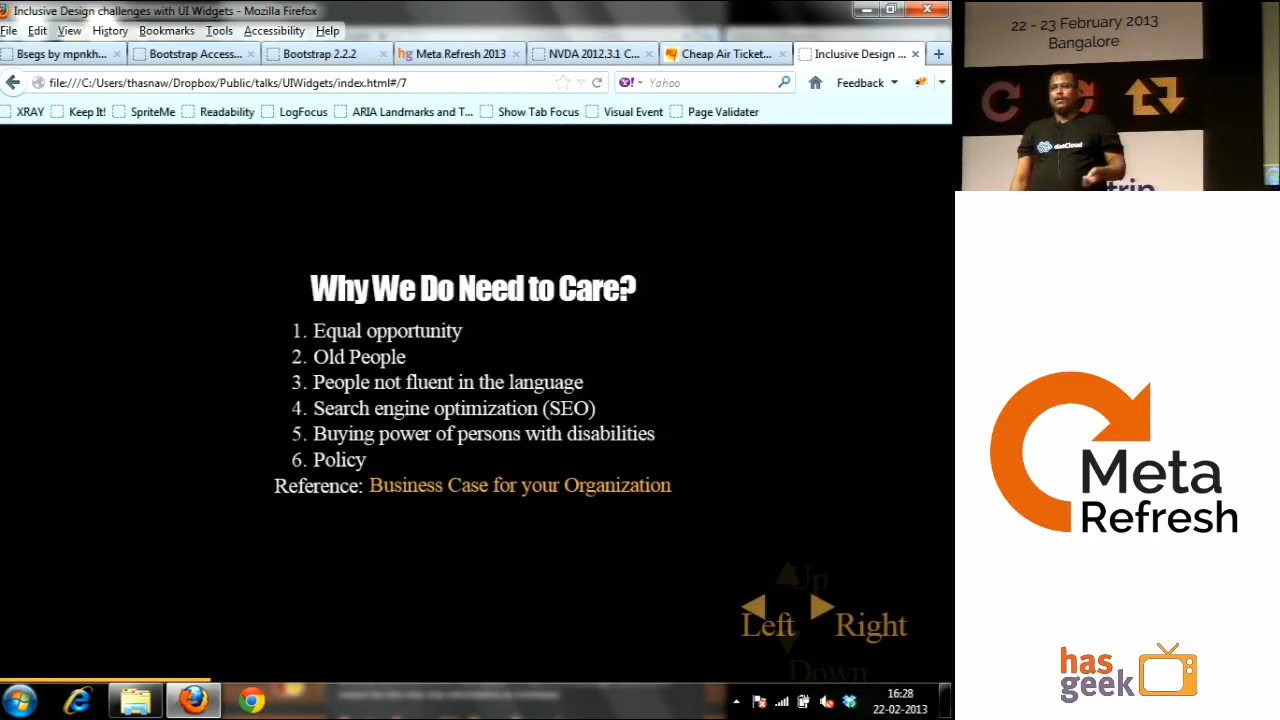 Inclusive Design challenges with UI Widgets - Mozilla Firefox
File Edit View History Bookmarks Tools Accessibility Help
Bsegs by mpnkh... Bootstrap Access... Bootstrap 2.2.2 Meta Refresh 2013 NVDA 2012.3.1 C... Cheap Air Ticket... Inclusive Design ...
file:///C:/Users/thasnaw/Dropbox/Public/talks/UIWidgets/index.html#/7 Yahoo Feedback
XRAY Keep It! SpriteMe Readability LogFocus ARIA Landmarks and T... Show Tab Focus Visual Event Page Validater
22 - 23 February 2013
Bangalore
dotCloud
Why We Do Need to Care?
1. Equal opportunity
2. Old People
3. People not fluent in the language
4. Search engine optimization (SEO)
5. Buying power of persons with disabilities
6. Policy
Reference: Business Case for your Organization
Up
Left Right
Down
Meta
Refresh
has
geek
16:28
22-02-2013